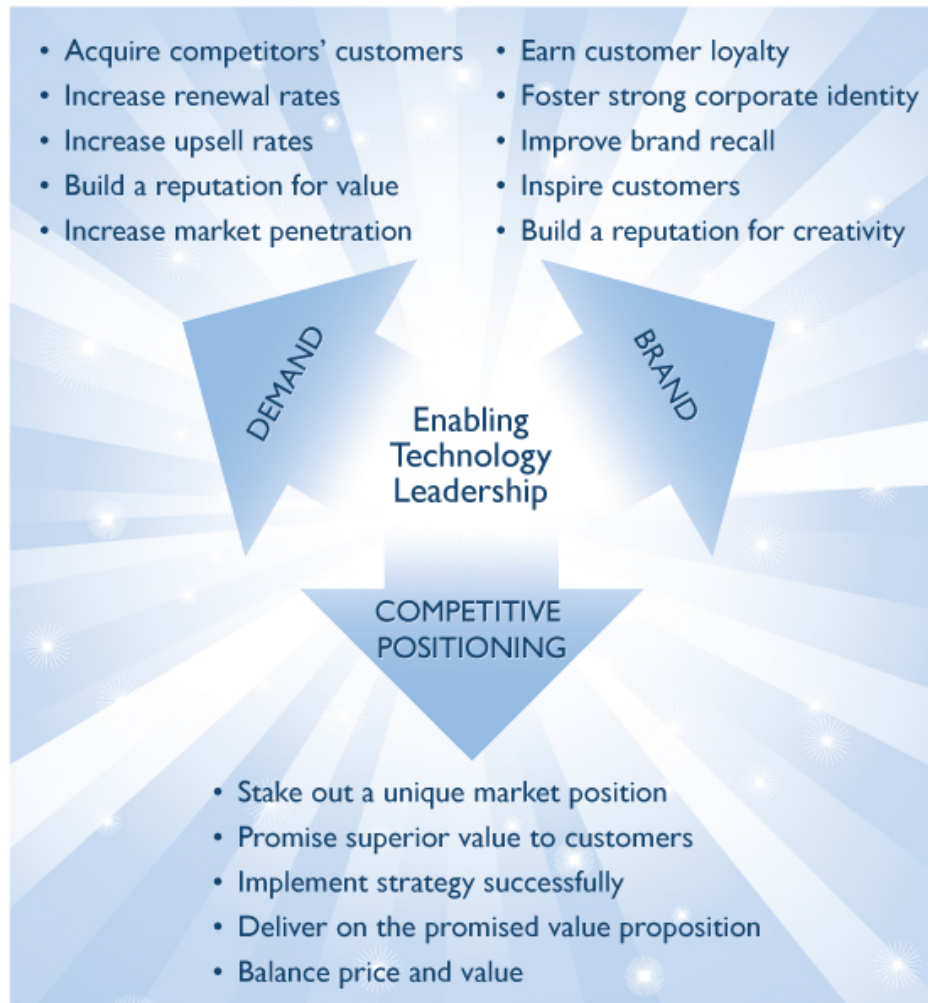 • Acquire competitors’ customers
• Increase renewal rates
• Increase upsell rates
• Build a reputation for value
• Increase market penetration
• Earn customer loyalty
• Foster strong corporate identity
• Improve brand recall
• Inspire customers
• Build a reputation for creativity
DEMAND
BRAND
Enabling
Technology
Leadership
COMPETITIVE
POSITIONING
• Stake out a unique market position
• Promise superior value to customers
• Implement strategy successfully
• Deliver on the promised value proposition
• Balance price and value